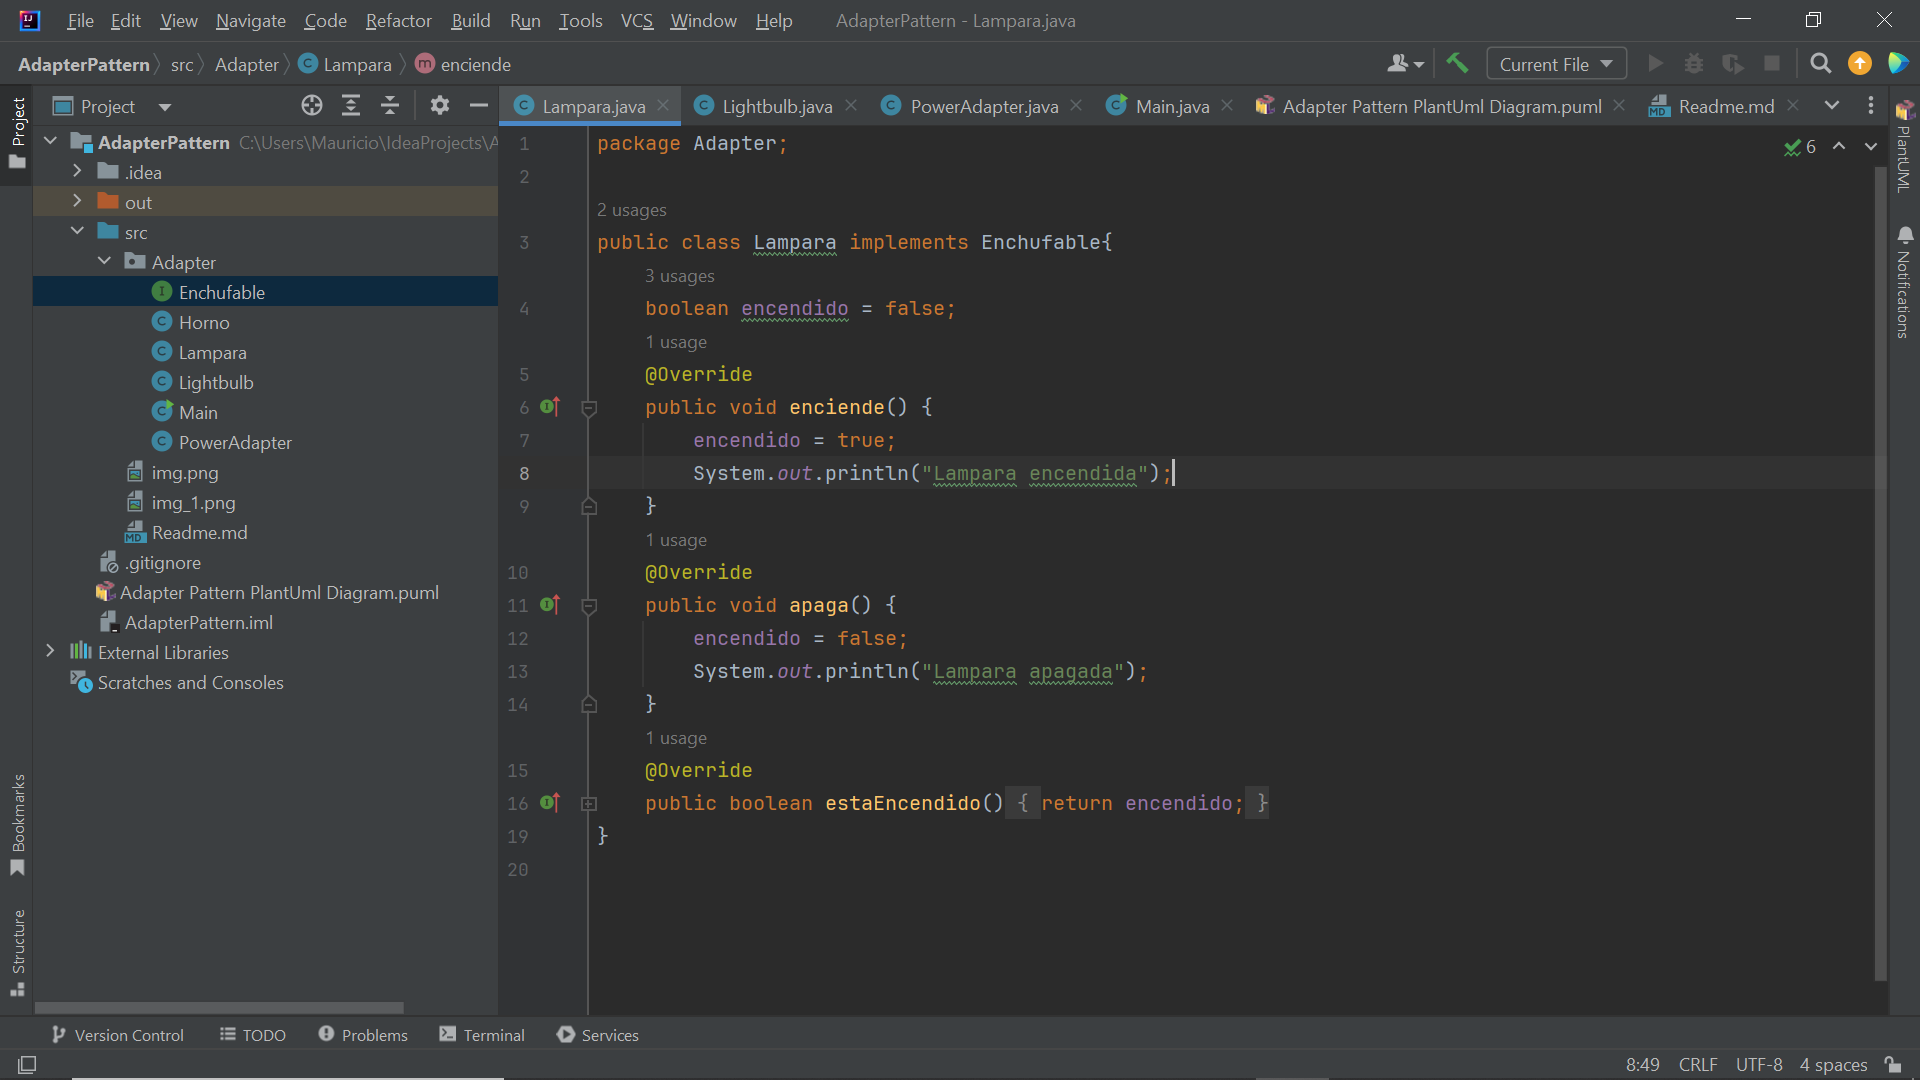 File Edit View Navigate Code Refactor Build Run Tools VCS Window Help AdapterPattern - Lampara.java
AdapterPattern src Adapter Lampara enciende Current File
Project
Project
Lampara.java Lightbulb.java PowerAdapter.java Main.java Adapter Pattern PlantUml Diagram.puml Readme.md
AdapterPattern C:\Users\Mauricio\IdeaProjects\A
.idea
out
src
Adapter
Enchufable
Horno
Lampara
Lightbulb
Main
PowerAdapter
img.png
img_1.png
Readme.md
.gitignore
Adapter Pattern PlantUml Diagram.puml
AdapterPattern.iml
External Libraries
Scratches and Consoles
Bookmarks
Structure
1 package Adapter;
6
2
2 usages
3 public class Lampara implements Enchufable{
3 usages
4 boolean encendido = false;
1 usage
5 @Override
6 public void enciende() {
7 encendido = true;
8 System.out.println("Lampara encendida");
9 }
1 usage
10 @Override
11 public void apaga() {
12 encendido = false;
13 System.out.println("Lampara apagada");
14 }
1 usage
15 @Override
16 public boolean estaEncendido() { return encendido; }
19 }
20
PlantUML
Notifications
Version Control TODO Problems Terminal Services
8:49 CRLF UTF-8 4 spaces